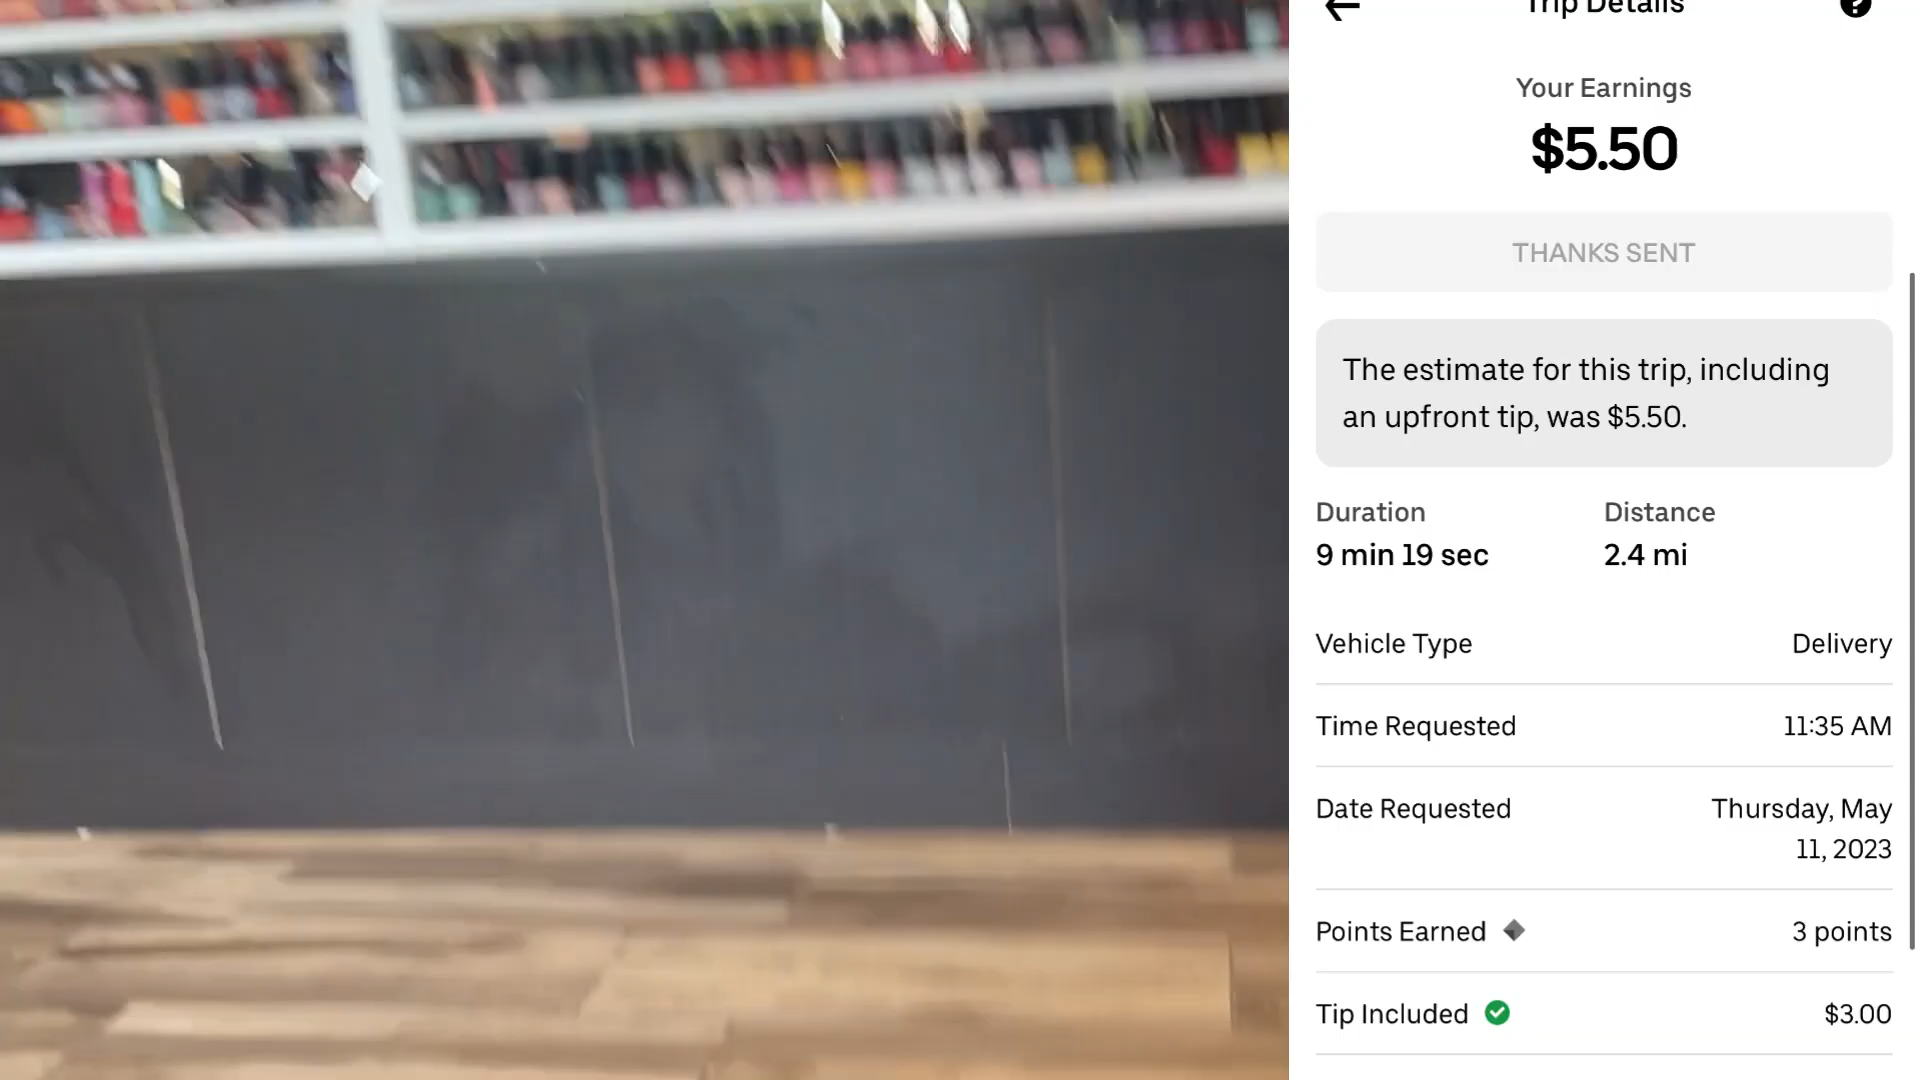 Trip Details
Your Earnings
$5.50
THANKS SENT
The estimate for this trip, including
an upfront tip, was $5.50.
Duration
Distance
9 min 19 sec
2.4 mi
Vehicle Type
Delivery
Time Requested
11:35 AM
Date Requested
Thursday, May
11, 2023
Points Earned
3 points
Tip Included
$3.00